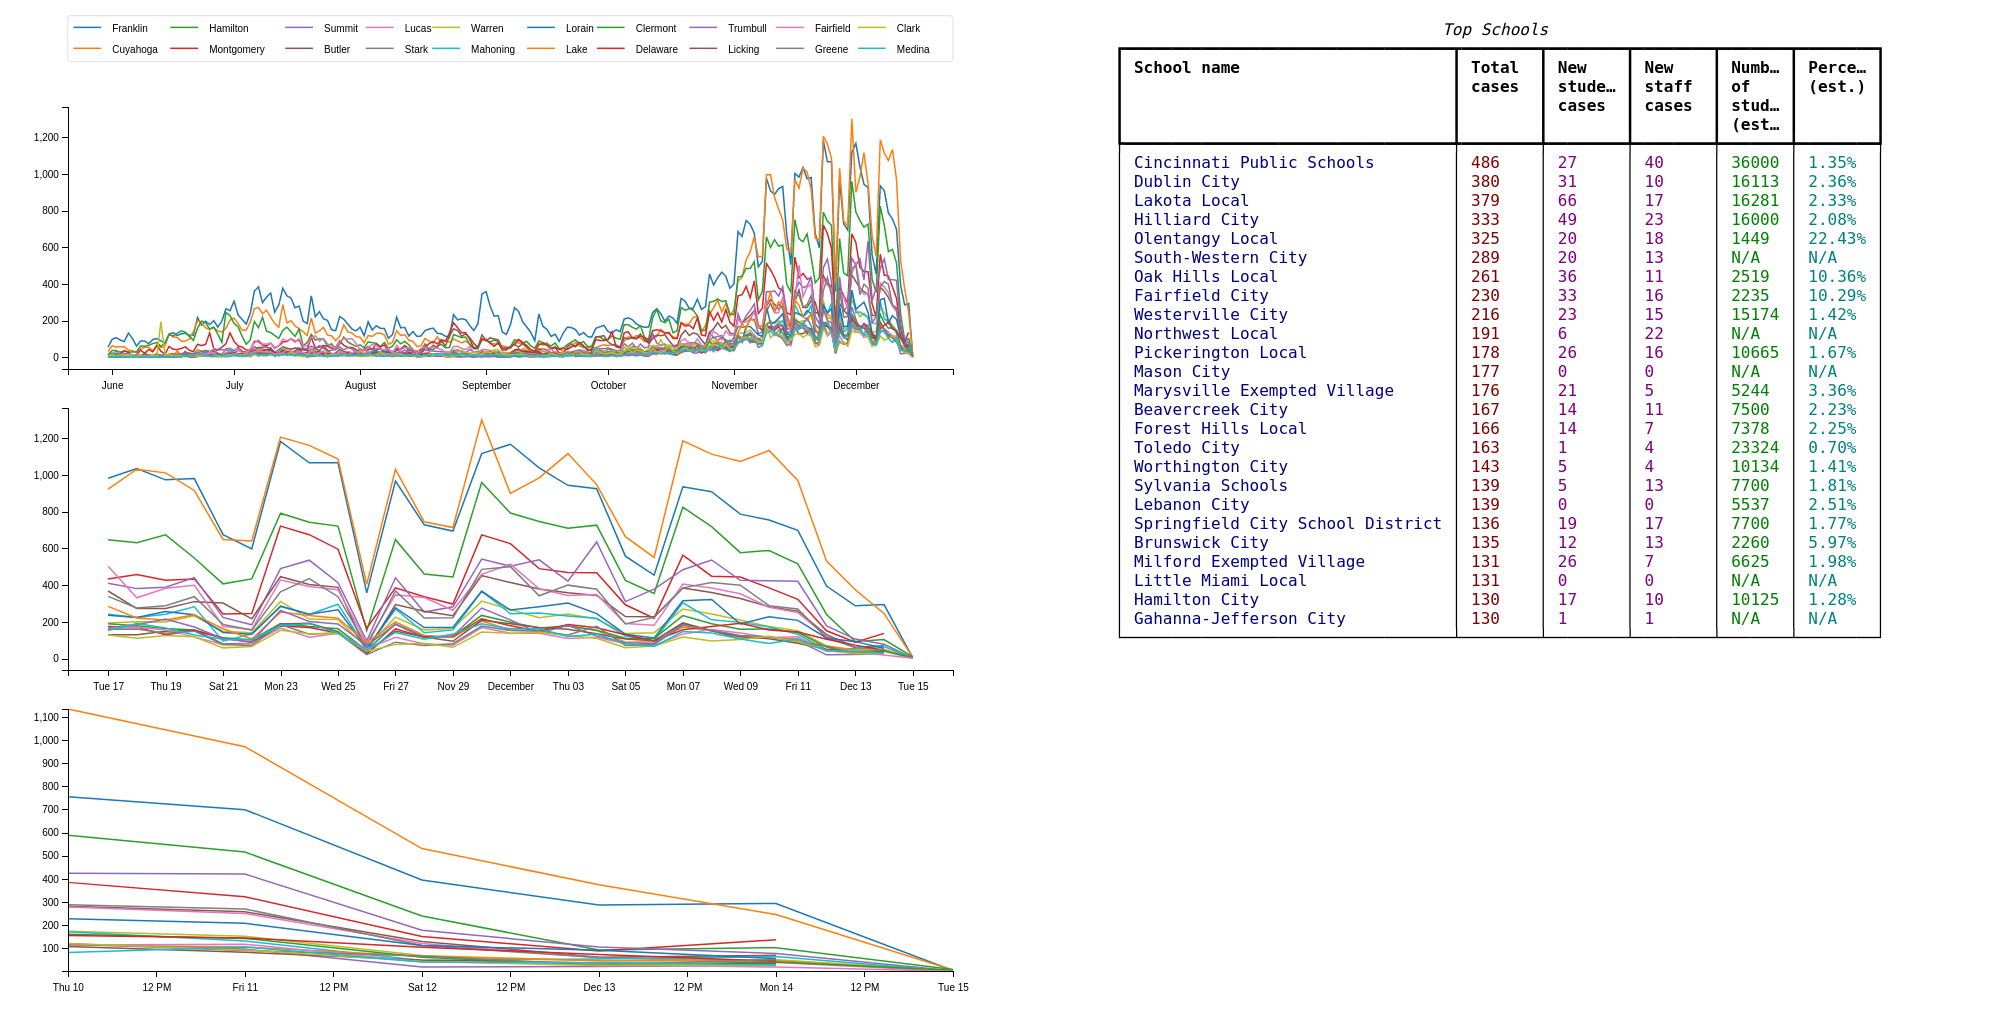 Franklin Hamilton Summit Lucas Warren Lorain Clermont Trumbull Fairfield Clark
Cuyahoga Montgomery Butler Stark Mahoning Lake Delaware Licking Greene Medina
1,200
1,000
800
600
400
200
0
June July August September October November December
1,200
1,000
800
600
400
200
0
Tue 17 Thu 19 Sat 21 Mon 23 Wed 25 Fri 27 Nov 29 December Thu 03 Sat 05 Mon 07 Wed 09 Fri 11 Dec 13 Tue 15
1,100
1,000
900
800
700
600
500
400
300
200
100
Thu 10 12 PM Fri 11 12 PM Sat 12 12 PM Dec 13 12 PM Mon 14 12 PM Tue 15
Top Schools
School name Total New New Numb… Perce…
cases stude… staff of (est.)
cases cases stud…
(est…
Cincinnati Public Schools 486 27 40 36000 1.35%
Dublin City 380 31 10 16113 2.36%
Lakota Local 379 66 17 16281 2.33%
Hilliard City 333 49 23 16000 2.08%
Olentangy Local 325 20 18 1449 22.43%
South-Western City 289 20 13 N/A N/A
Oak Hills Local 261 36 11 2519 10.36%
Fairfield City 230 33 16 2235 10.29%
Westerville City 216 23 15 15174 1.42%
Northwest Local 191 6 22 N/A N/A
Pickerington Local 178 26 16 10665 1.67%
Mason City 177 0 0 N/A N/A
Marysville Exempted Village 176 21 5 5244 3.36%
Beavercreek City 167 14 11 7500 2.23%
Forest Hills Local 166 14 7 7378 2.25%
Toledo City 163 1 4 23324 0.70%
Worthington City 143 5 4 10134 1.41%
Sylvania Schools 139 5 13 7700 1.81%
Lebanon City 139 0 0 5537 2.51%
Springfield City School District 136 19 17 7700 1.77%
Brunswick City 135 12 13 2260 5.97%
Milford Exempted Village 131 26 7 6625 1.98%
Little Miami Local 131 0 0 N/A N/A
Hamilton City 130 17 10 10125 1.28%
Gahanna-Jefferson City 130 1 1 N/A N/A